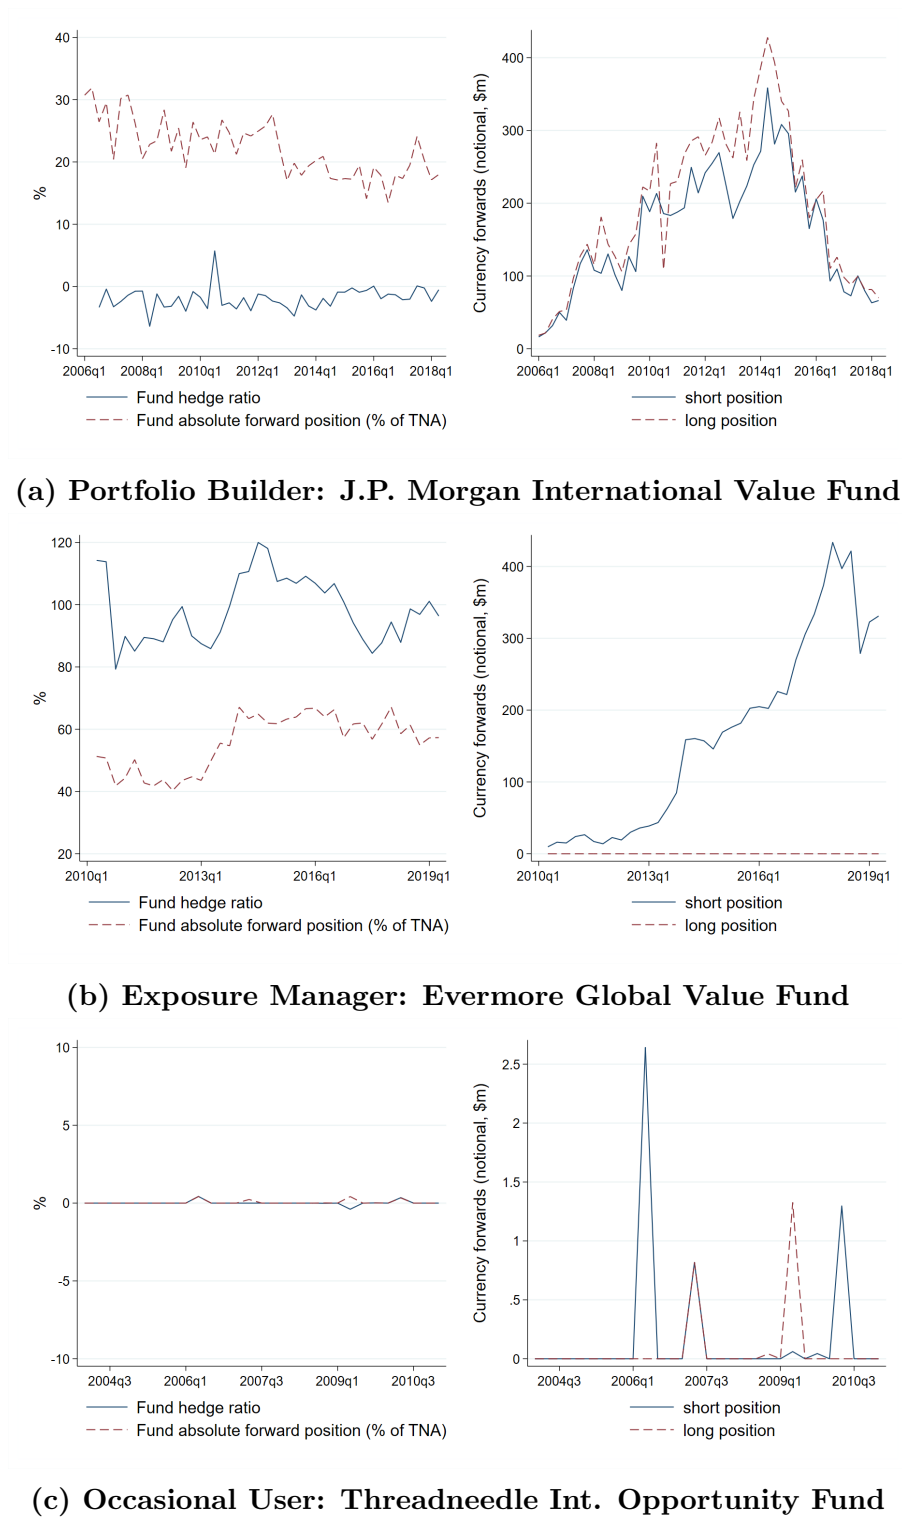 40
30
20
10
0
-10
%
2006q1 2008q1 2010q1 2012q1 2014q1 2016q1 2018q1
Fund hedge ratio
Fund absolute forward position (% of TNA)
400
300
200
100
0
Currency forwards (notional, $m)
2006q1 2008q1 2010q1 2012q1 2014q1 2016q1 2018q1
short position
long position
(a) Portfolio Builder: J.P. Morgan International Value Fund
120
100
80
60
40
20
%
2010q1 2013q1 2016q1 2019q1
Fund hedge ratio
Fund absolute forward position (% of TNA)
400
300
200
100
0
Currency forwards (notional, $m)
2010q1 2013q1 2016q1 2019q1
short position
long position
(b) Exposure Manager: Evermore Global Value Fund
10
5
0
-5
-10
%
2004q3 2006q1 2007q3 2009q1 2010q3
Fund hedge ratio
Fund absolute forward position (% of TNA)
2.5
2
1.5
1
.5
0
Currency forwards (notional, $m)
2004q3 2006q1 2007q3 2009q1 2010q3
short position
long position
(c) Occasional User: Threadneedle Int. Opportunity Fund